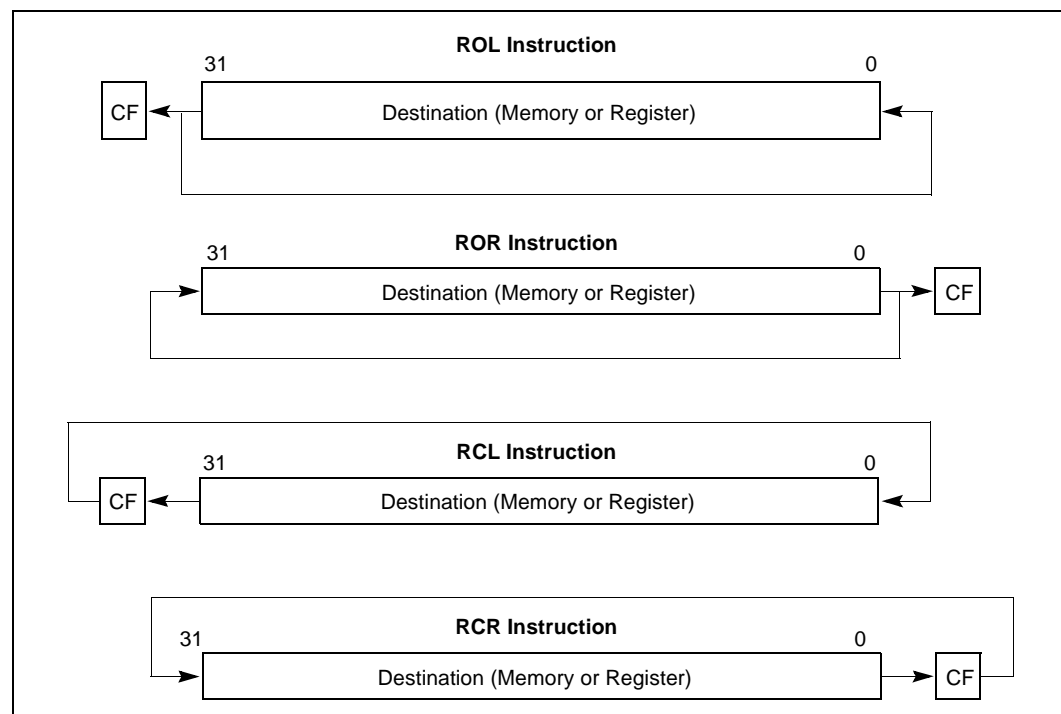 ROL Instruction
31 0
CF Destination (Memory or Register)
ROR Instruction
31 0
Destination (Memory or Register) CF
RCL Instruction
31 0
CF Destination (Memory or Register)
RCR Instruction
31 0
Destination (Memory or Register) CF